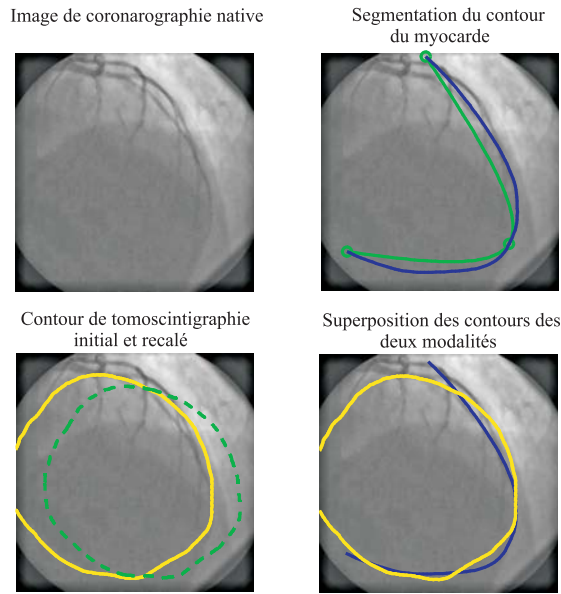 Image de coronarographie native
Segmentation du contour
du myocarde
Contour de tomoscintigraphie
initial et recalé
Superposition des contours des
deux modalités